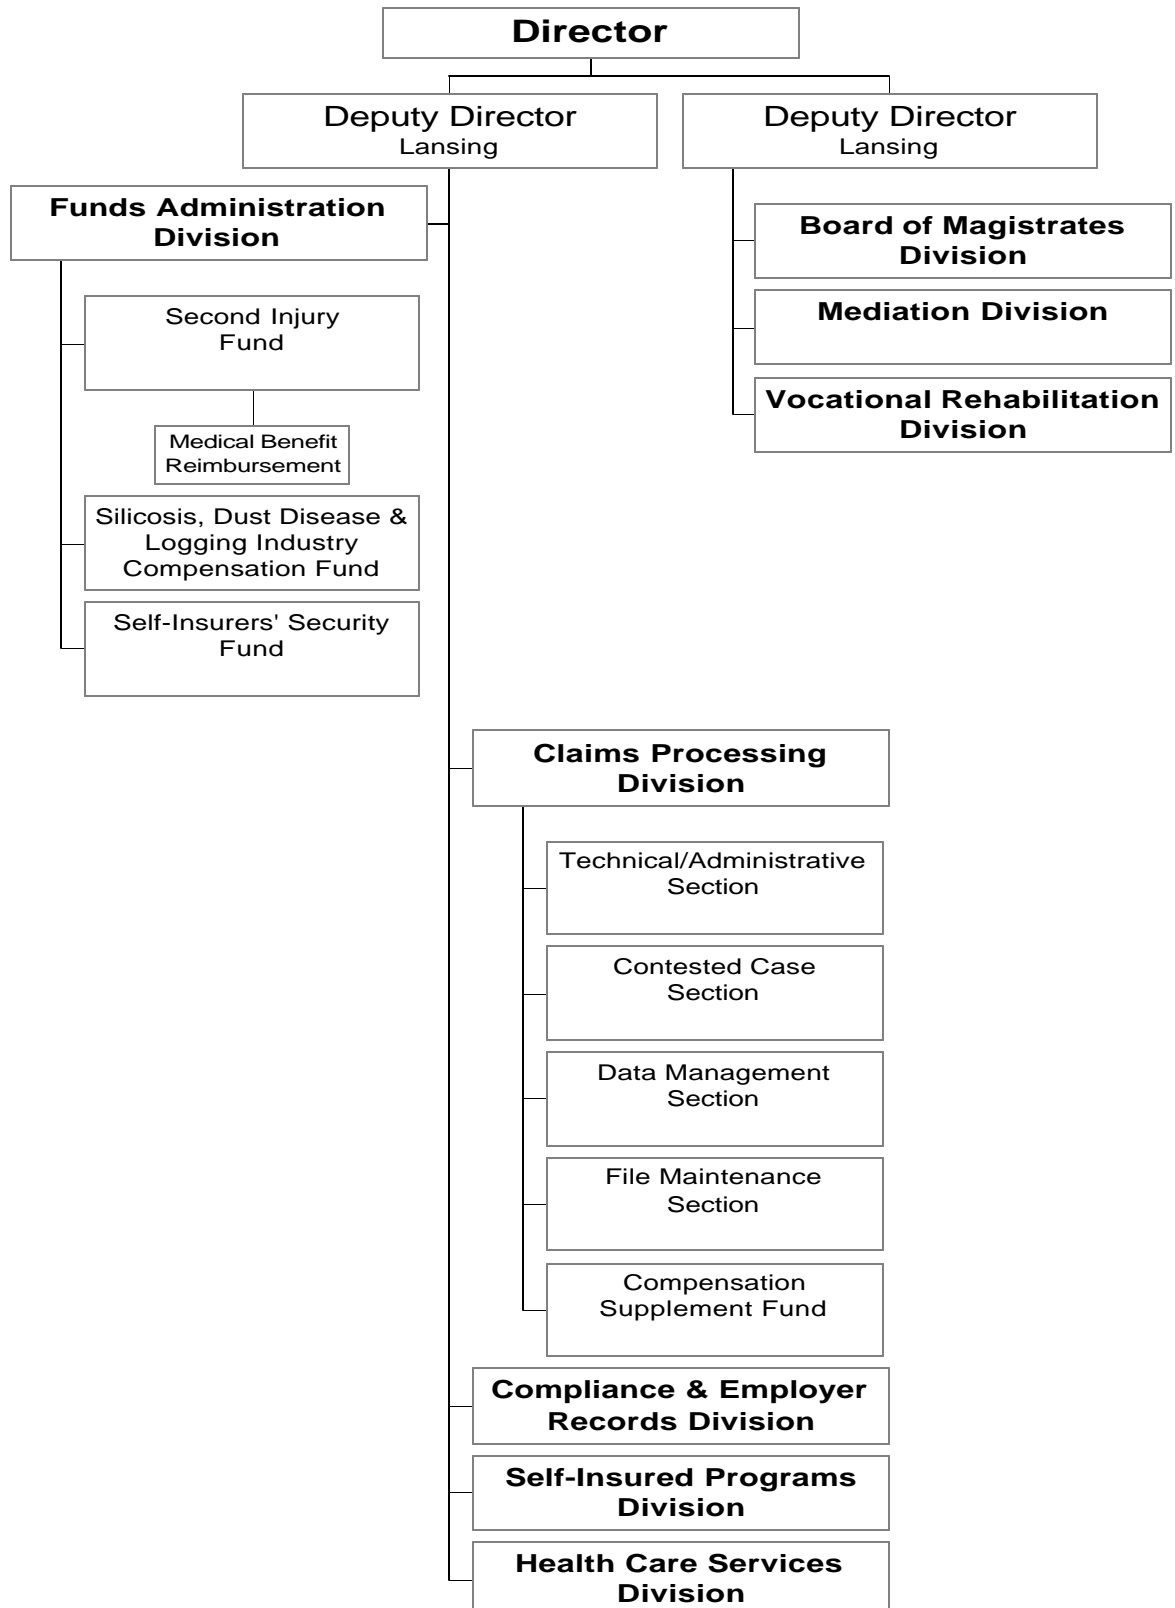 Director
Deputy Director
Lansing
Deputy Director
Lansing
Funds Administration
Division
Board of Magistrates
Division
Mediation Division
Vocational Rehabilitation
Division
Second Injury
Fund
Medical Benefit
Reimbursement
Silicosis, Dust Disease &
Logging Industry
Compensation Fund
Self-Insurers' Security
Fund
Claims Processing
Division
Technical/Administrative
Section
Contested Case
Section
Data Management
Section
File Maintenance
Section
Compensation
Supplement Fund
Compliance & Employer
Records Division
Self-Insured Programs
Division
Health Care Services
Division